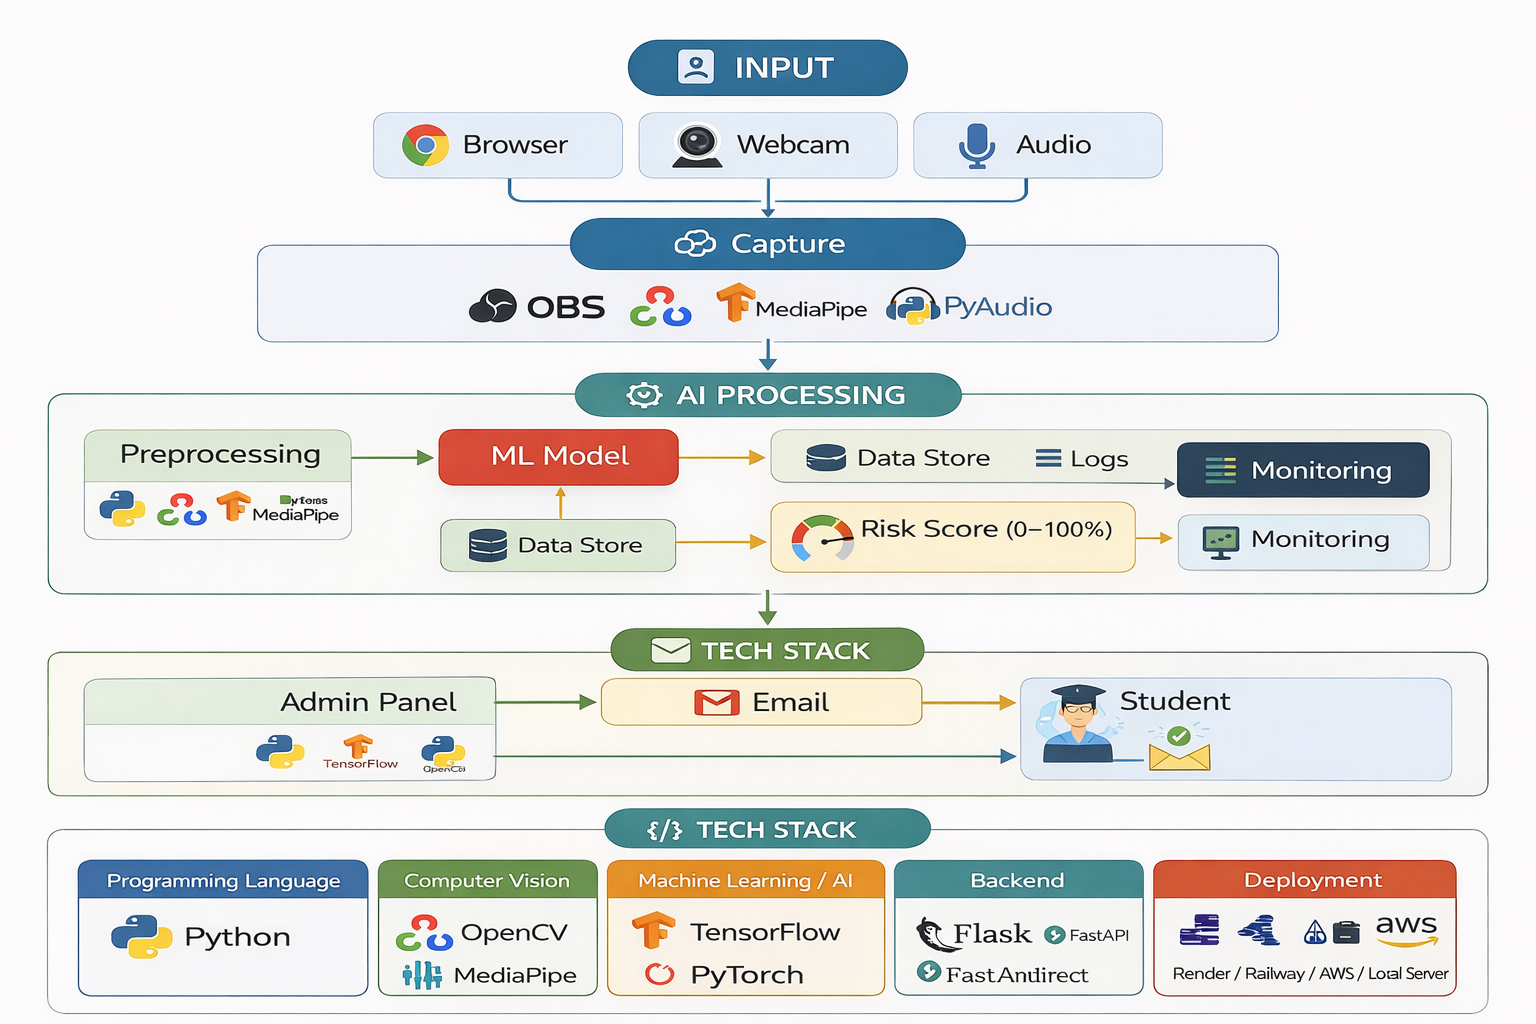 INPUT
Browser
Webcam
Audio
Capture
OBS
MediaPipe
PyAudio
AI PROCESSING
Preprocessing
MediaPipe
ML Model
Data Store
Logs
Monitoring
Data Store
Risk Score (0–100%)
Monitoring
TECH STACK
Admin Panel
TensorFlow
Email
Student
{/} TECH STACK
Programming Language
Python
Computer Vision
OpenCV
MediaPipe
Machine Learning / AI
TensorFlow
PyTorch
Backend
Flask
FastAPI
FastAndirect
Deployment
aws
Render / Railway / AWS / Local Server